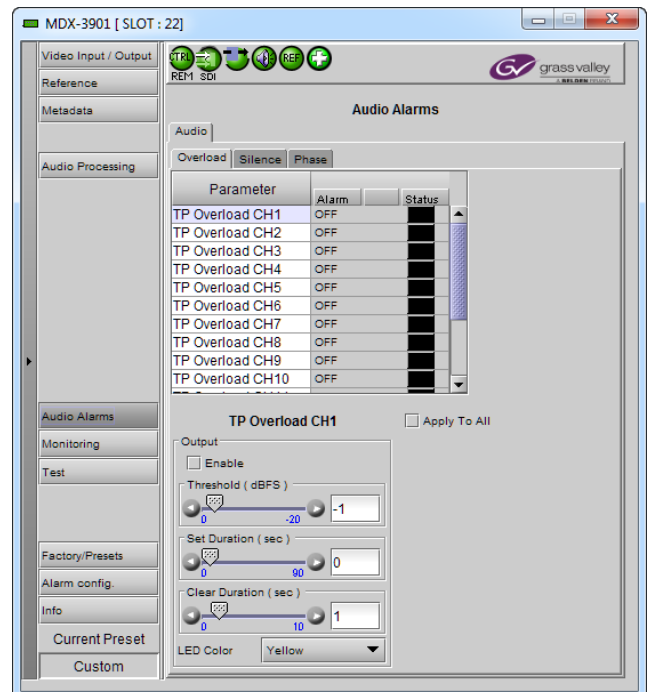 MDX-3901 [ SLOT : 22]
Video Input / Output
Reference
Metadata
Audio Processing
Audio Alarms
Monitoring
Test
Factory/Presets
Alarm config.
Info
Current Preset
Custom
CTRL
REM
SDI
REF
GV grass valley
A BELDEN BRAND
Audio Alarms
Audio
Overload Silence Phase
Parameter Alarm Status
TP Overload CH1 OFF
TP Overload CH2 OFF
TP Overload CH3 OFF
TP Overload CH4 OFF
TP Overload CH5 OFF
TP Overload CH6 OFF
TP Overload CH7 OFF
TP Overload CH8 OFF
TP Overload CH9 OFF
TP Overload CH10 OFF
TP Overload CH1 Apply To All
Output
Enable
Threshold ( dBFS )
0 -20 -1
Set Duration ( sec )
0 90 0
Clear Duration ( sec )
0 10 1
LED Color Yellow